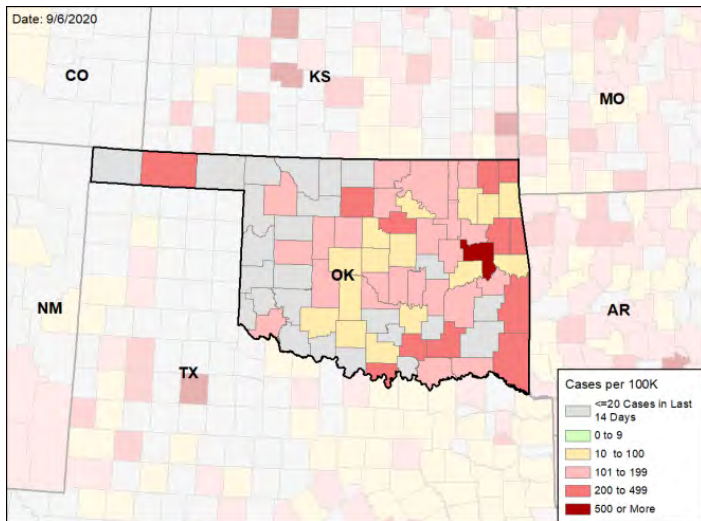 Date: 9/6/2020
CO
KS
MO
OK
NM
AR
TX
Cases per 100K
<=20 Cases in Last
14 Days
0 to 9
10 to 100
101 to 199
200 to 499
500 or More